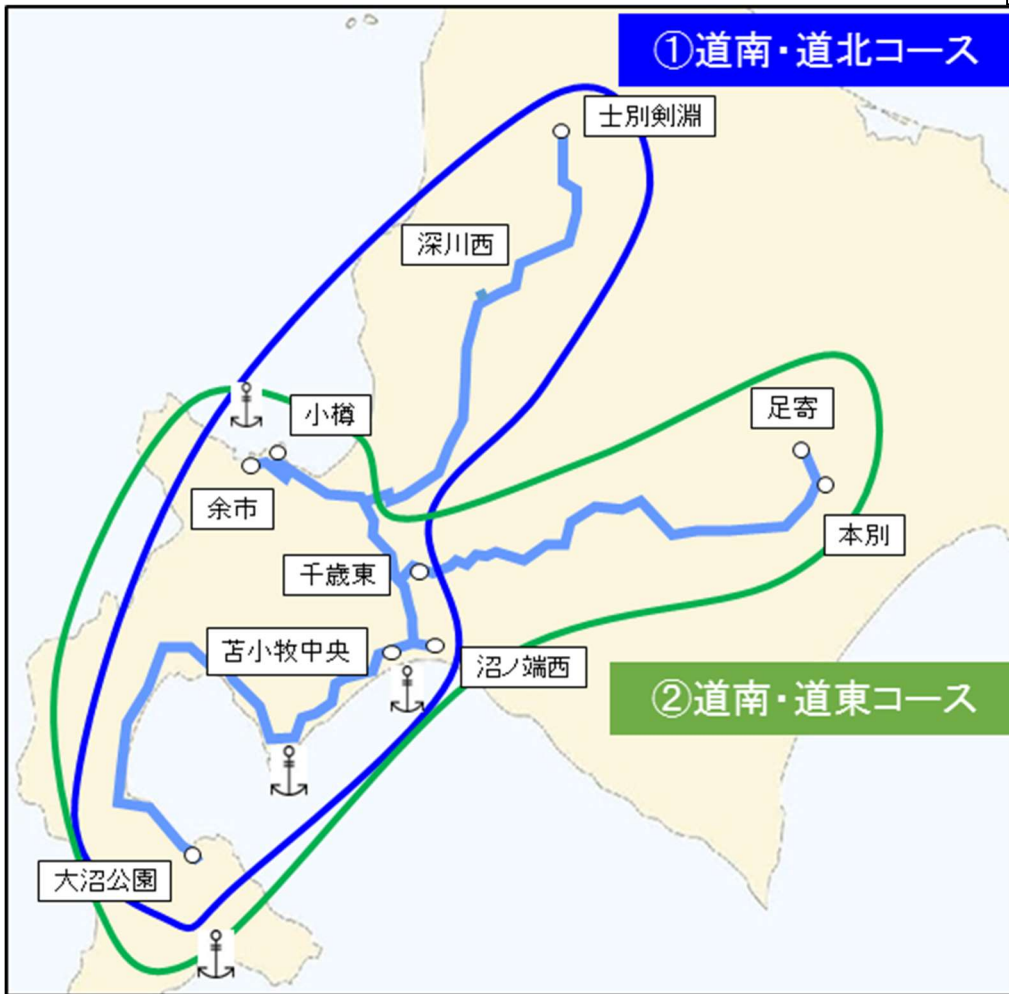 ①道南・道北コース
士別剣淵
深川西
小樽
足寄
余市
本別
千歳東
苫小牧中央
沼ノ端西
②道南・道東コース
大沼公園